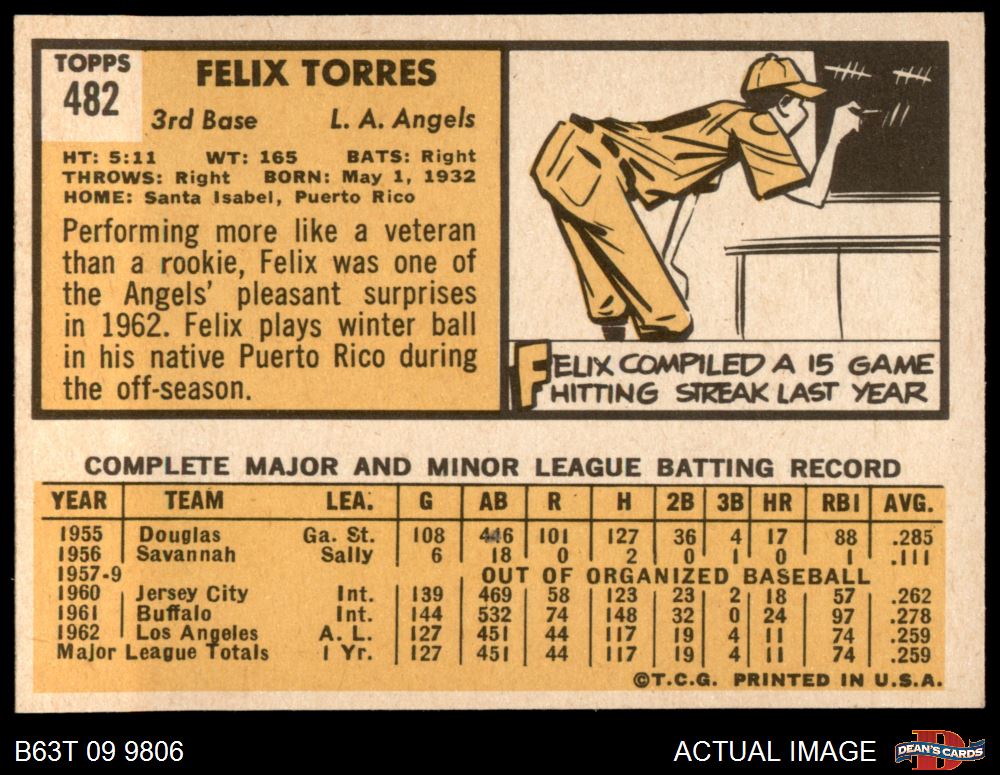 TOPPS
482
FELIX TORRES
3rd Base L. A. Angels
HT: 5:11 WT: 165 BATS: Right
THROWS: Right BORN: May 1, 1932
HOME: Santa Isabel, Puerto Rico
Performing more like a veteran
than a rookie, Felix was one of
the Angels' pleasant surprises
in 1962. Felix plays winter ball
in his native Puerto Rico during
the off-season.
FELIX COMPILED A 15 GAME
HITTING STREAK LAST YEAR
COMPLETE MAJOR AND MINOR LEAGUE BATTING RECORD
YEAR TEAM LEA. G AB R H 2B 3B HR RBI AVG.
1955 Douglas Ga. St. 108 446 101 127 36 4 17 88 .285
1956 Savannah Sally 6 18 0 2 0 1 0 1 .111
1957-9 OUT OF ORGANIZED BASEBALL
1960 Jersey City Int. 139 469 58 123 23 2 18 57 .262
1961 Buffalo Int. 144 532 74 148 32 0 24 97 .278
1962 Los Angeles A. L. 127 451 44 117 19 4 11 74 .259
Major League Totals 1 Yr. 127 451 44 117 19 4 11 74 .259
©T.C.G. PRINTED IN U.S.A.
B63T 09 9806 ACTUAL IMAGE
DEAN'S CARDS